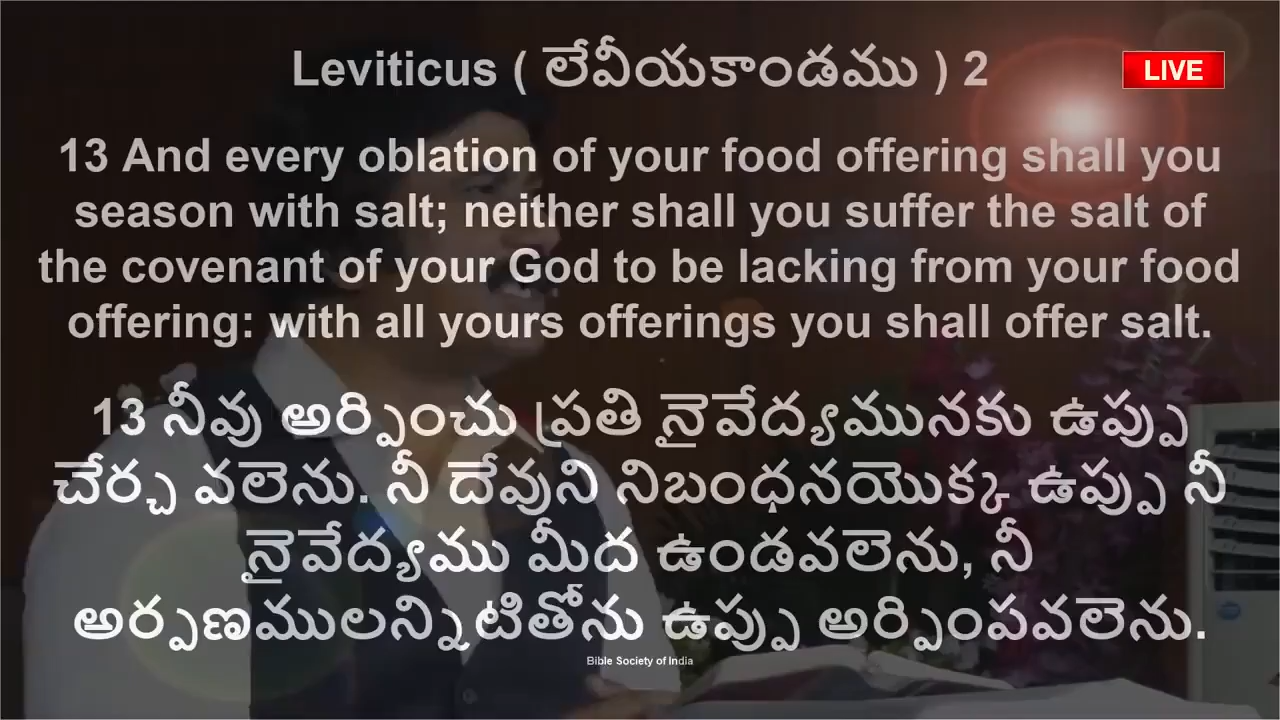 Leviticus ( లేవీయకాండము ) 2
LIVE
13 And every oblation of your food offering shall you
season with salt; neither shall you suffer the salt of
the covenant of your God to be lacking from your food
offering: with all yours offerings you shall offer salt.
13 నీవు అర్పించు ప్రతి నైవేద్యమునకు ఉప్పు
చేర్చ వలెను. నీ దేవుని నిబంధనయొక్క ఉప్పు నీ
నైవేద్యము మీద ఉండవలెను, నీ
అర్పణములన్నిటితోను ఉప్పు అర్పింపవలెను.
Bible Society of India